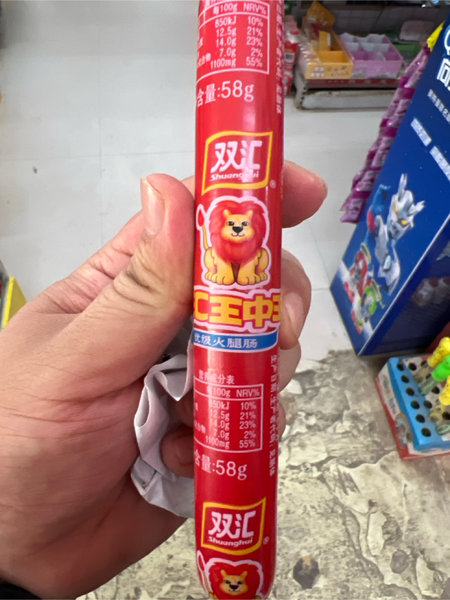 每100g NRV%
850kJ 10%
12.5g 21%
14.0g 23%
7.0g 2%
1100mg 55%
含量:58g
双汇
Shuanghui
®
汇王中王
优级火腿肠
营养成分表
100g NRV%
850kJ 10%
12.5g 21%
14.0g 23%
7.0g 2%
1100mg 55%
含量:58g
双汇
Shuanghui
®